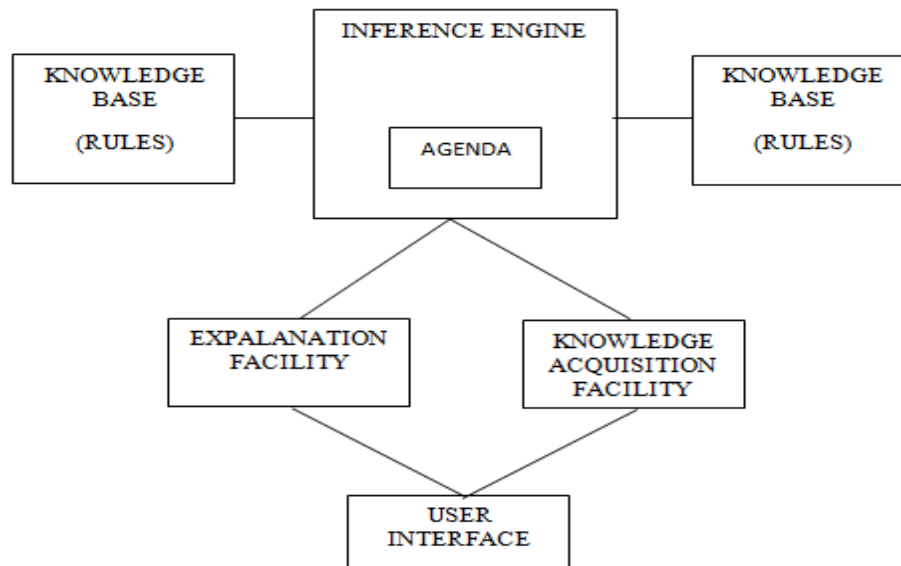 INFERENCE ENGINE
KNOWLEDGE
BASE
(RULES)
AGENDA
KNOWLEDGE
BASE
(RULES)
EXPALANATION
FACILITY
KNOWLEDGE
ACQUISITION
FACILITY
USER
INTERFACE